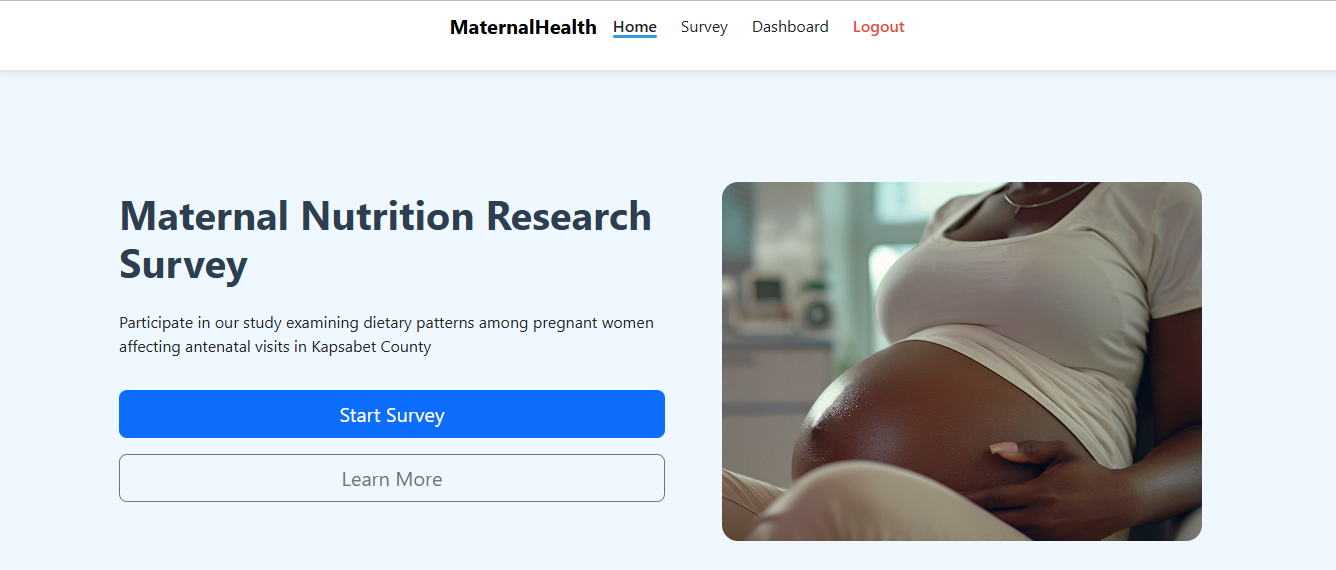 MaternalHealth Home Survey Dashboard Logout
Maternal Nutrition Research
Survey
Participate in our study examining dietary patterns among pregnant women
affecting antenatal visits in Kapsabet County
Start Survey
Learn More